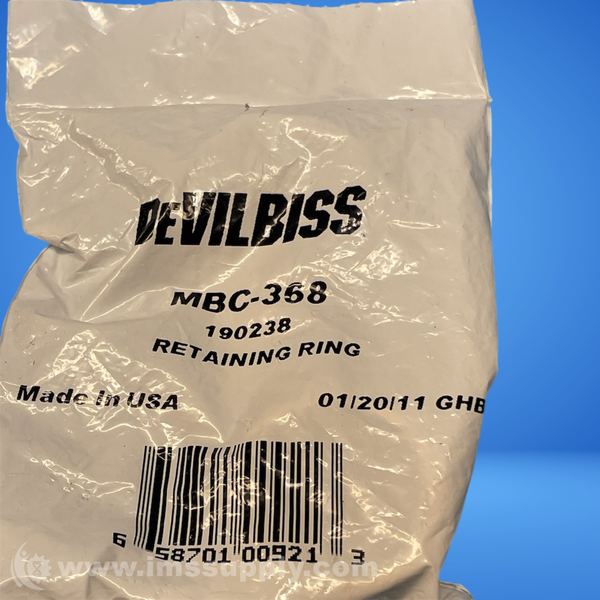 DEVILBISS
MBC-368
190238
RETAINING RING
Made in USA 01/20/11 GHB
6 58701 00921 3
www.imssupply.com